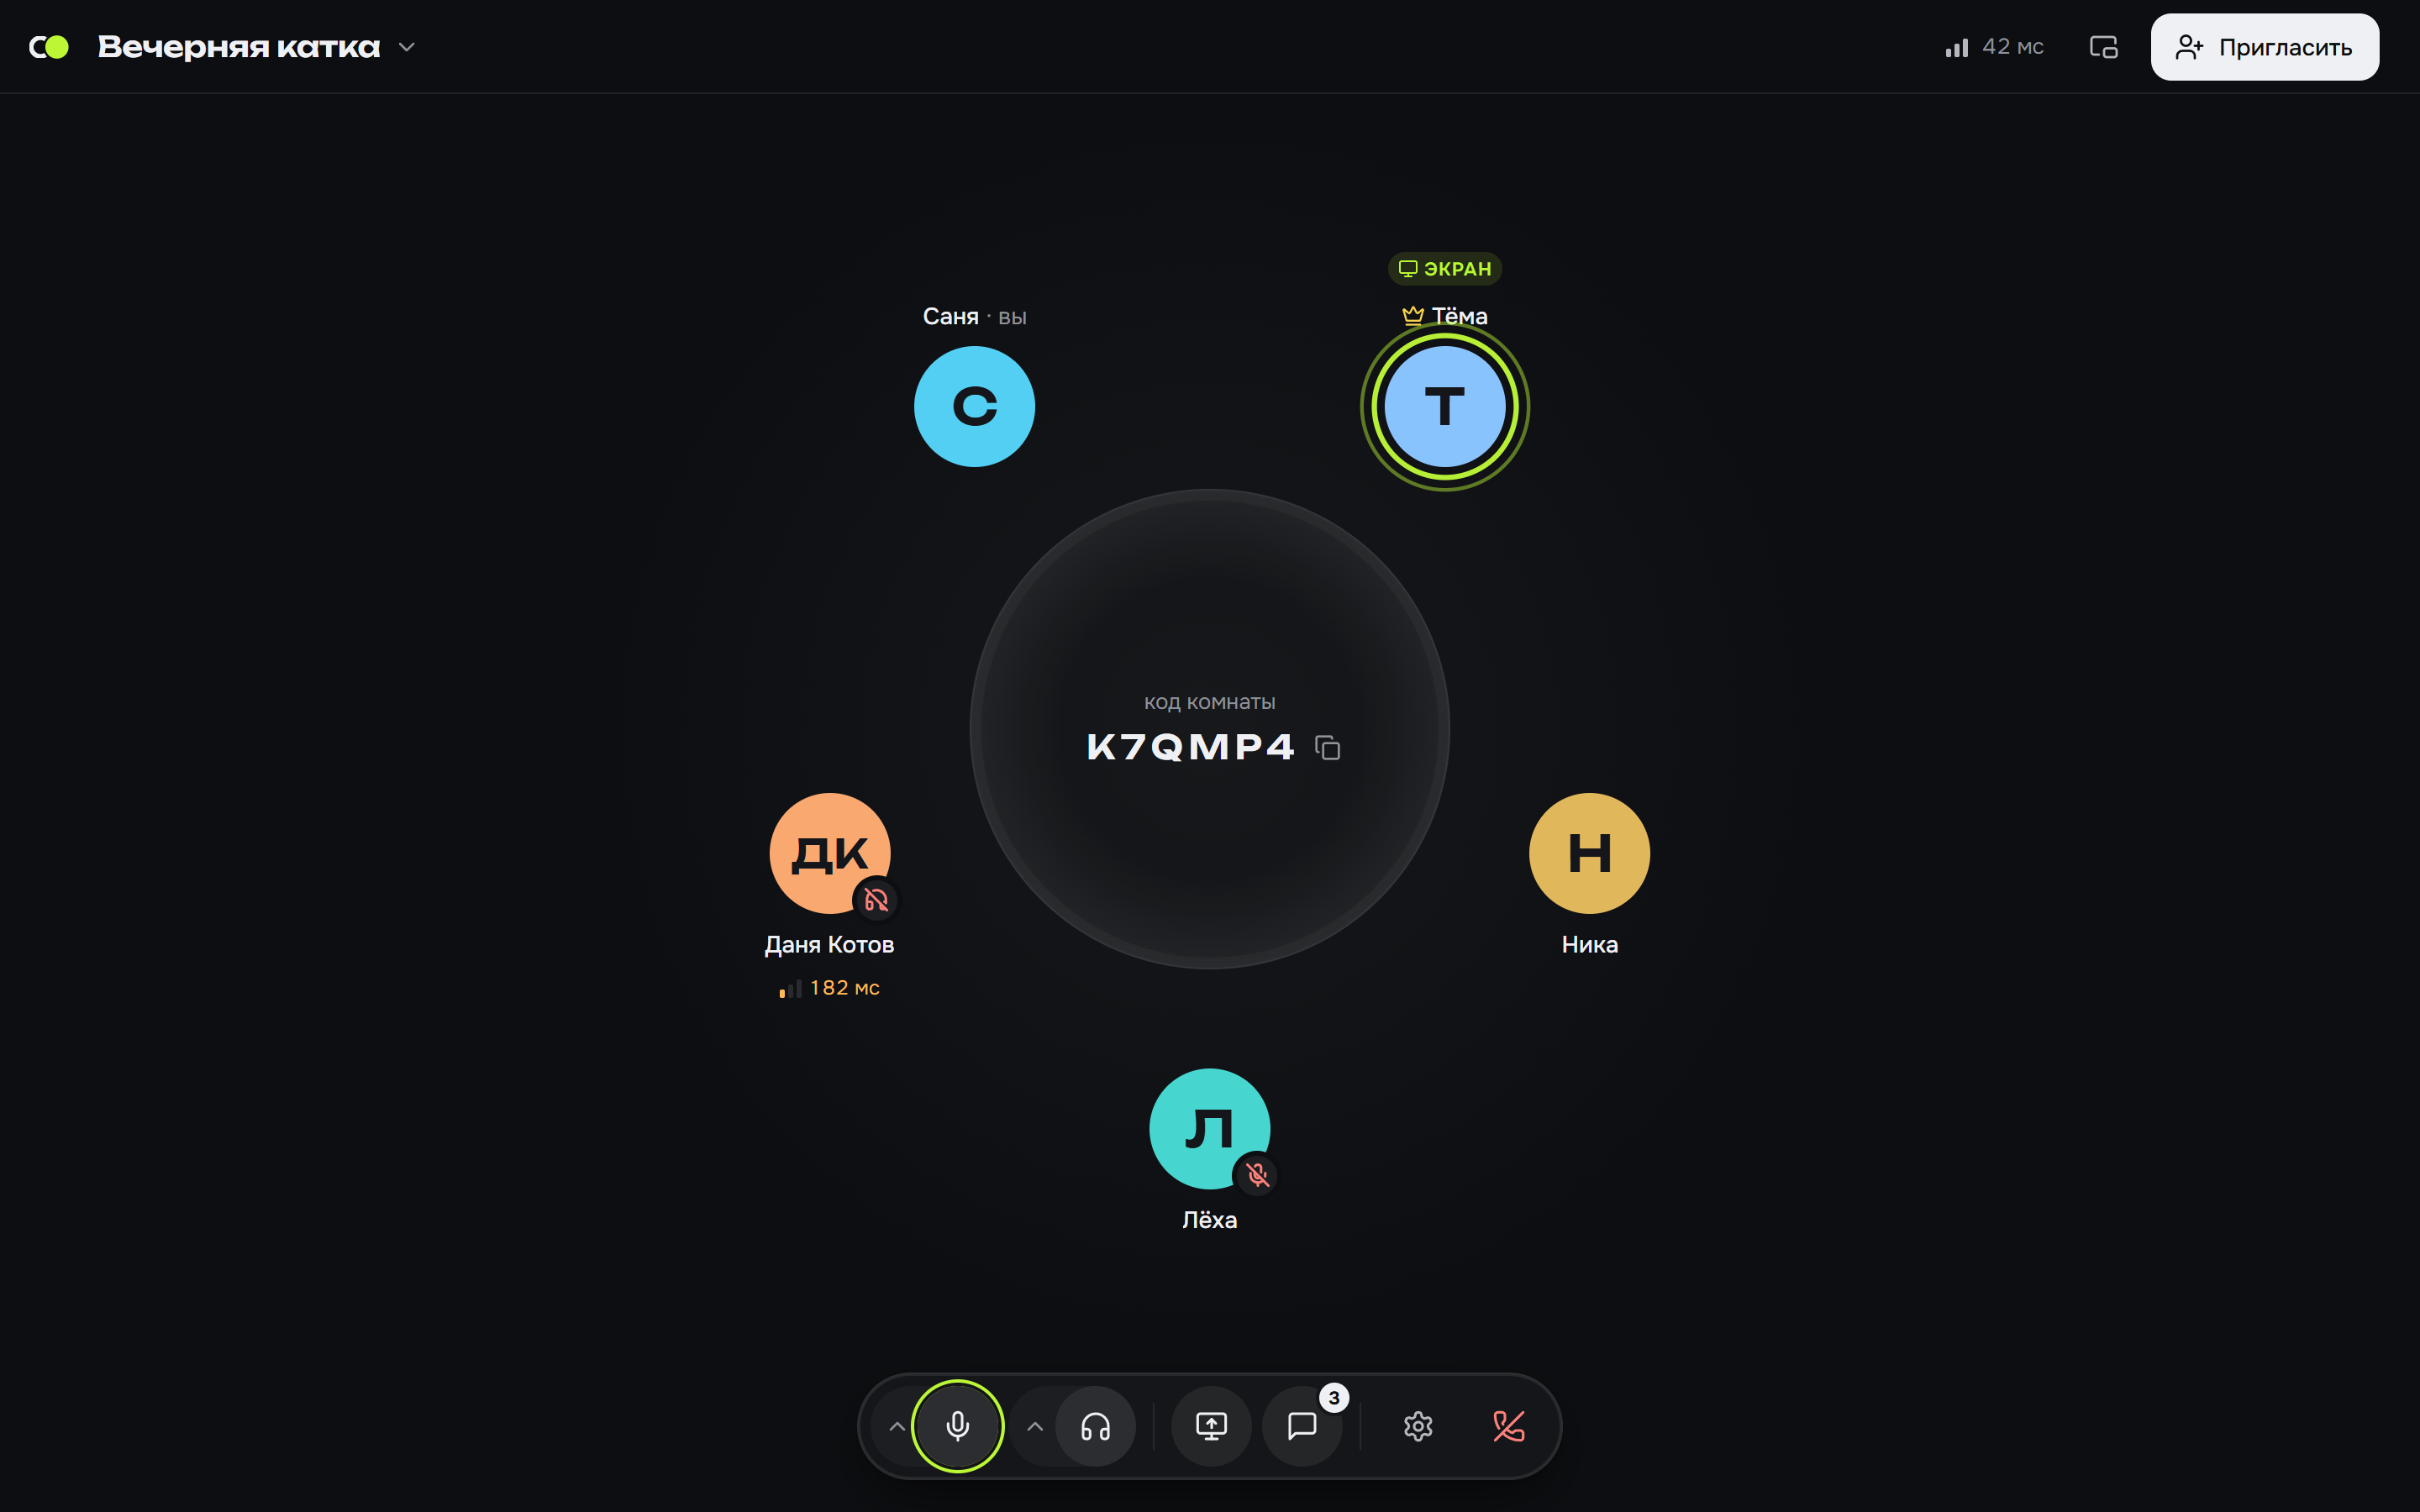 Вечерняя катка
42 мс
Пригласить
ЭКРАН
Саня · вы
Тёма
С
Т
код комнаты
K7QMP4
ДК
Н
Даня Котов
Ника
182 мс
Л
Лёха
3